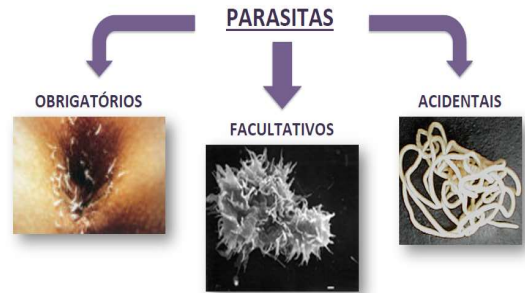 PARASITAS
OBRIGATÓRIOS
FACULTATIVOS
ACIDENTAIS